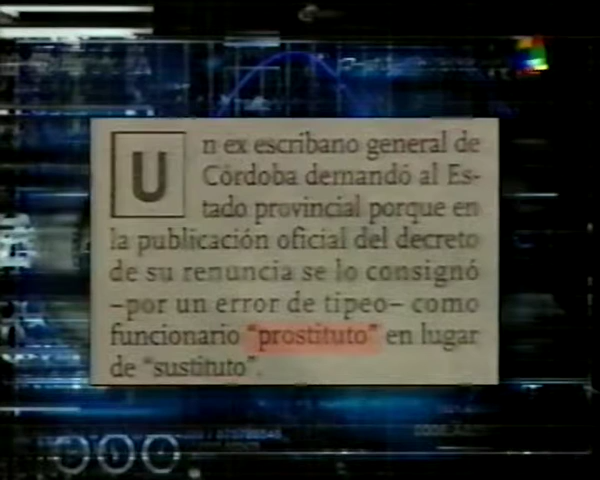 Un ex escribano general de
Córdoba demandó al Es-
tado provincial porque en
la publicación oficial del decreto
de su renuncia se lo consignó
–por un error de tipeo– como
funcionario "prostituto" en lugar
de "sustituto".